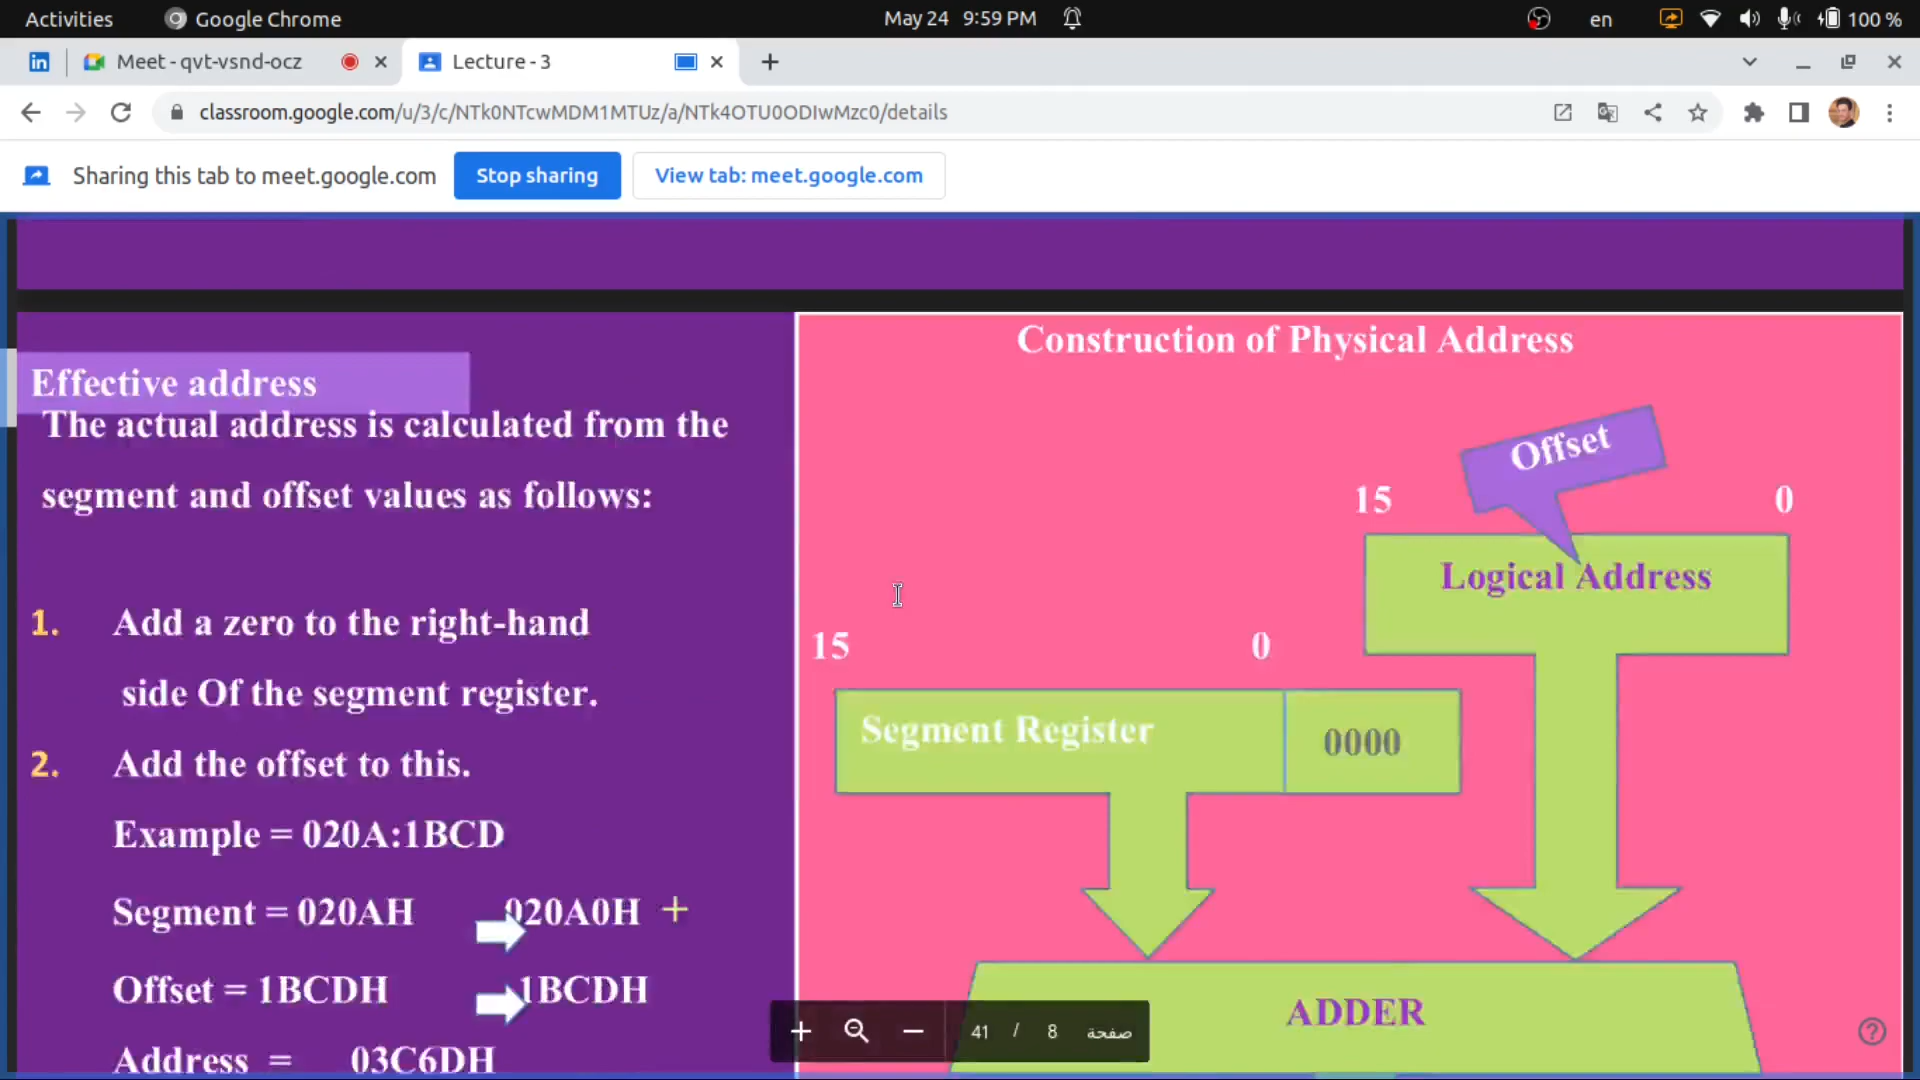 Activities
Google Chrome
May 24 9:59 PM
en
100 %
Meet - qvt-vsnd-ocz
Lecture - 3
classroom.google.com/u/3/c/NTk0NTcwMDM1MTUz/a/NTk4OTU0ODIwMzc0/details
Sharing this tab to meet.google.com
Stop sharing
View tab: meet.google.com
Effective address
The actual address is calculated from the
segment and offset values as follows:
1. Add a zero to the right-hand
side Of the segment register.
2. Add the offset to this.
Example = 020A:1BCD
Segment = 020AH 020A0H +
Offset = 1BCDH 1BCDH
Address = 03C6DH
Construction of Physical Address
Offset
15 0
Logical Address
15 0
Segment Register 0000
ADDER
صفحة 8 / 41